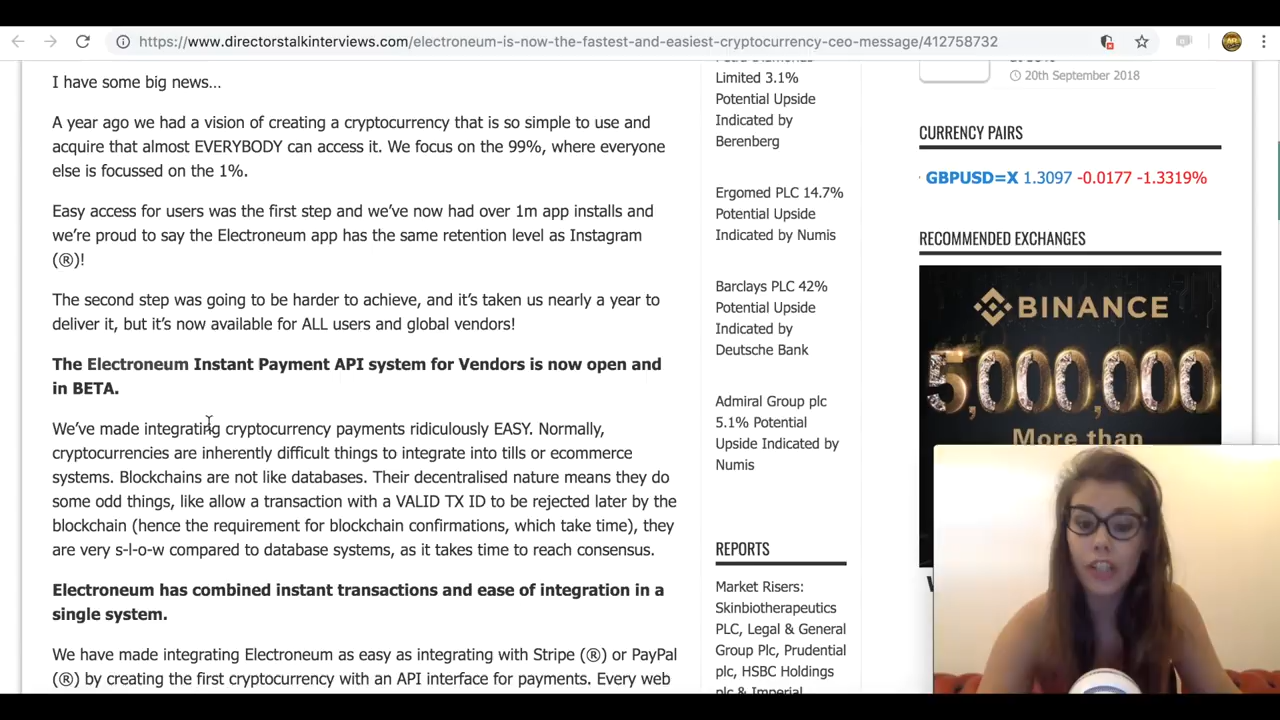 https://www.directorstalkinterviews.com/electroneum-is-now-the-fastest-and-easiest-cryptocurrency-ceo-message/412758732
I have some big news…
A year ago we had a vision of creating a cryptocurrency that is so simple to use and
acquire that almost EVERYBODY can access it. We focus on the 99%, where everyone
else is focussed on the 1%.
Easy access for users was the first step and we’ve now had over 1m app installs and
we’re proud to say the Electroneum app has the same retention level as Instagram
(®)!
The second step was going to be harder to achieve, and it’s taken us nearly a year to
deliver it, but it’s now available for ALL users and global vendors!
The Electroneum Instant Payment API system for Vendors is now open and
in BETA.
We’ve made integrating cryptocurrency payments ridiculously EASY. Normally,
cryptocurrencies are inherently difficult things to integrate into tills or ecommerce
systems. Blockchains are not like databases. Their decentralised nature means they do
some odd things, like allow a transaction with a VALID TX ID to be rejected later by the
blockchain (hence the requirement for blockchain confirmations, which take time), they
are very s-l-o-w compared to database systems, as it takes time to reach consensus.
Electroneum has combined instant transactions and ease of integration in a
single system.
We have made integrating Electroneum as easy as integrating with Stripe (®) or PayPal
(®) by creating the first cryptocurrency with an API interface for payments. Every web
Limited 3.1%
Potential Upside
Indicated by
Berenberg
Ergomed PLC 14.7%
Potential Upside
Indicated by Numis
Barclays PLC 42%
Potential Upside
Indicated by
Deutsche Bank
Admiral Group plc
5.1% Potential
Upside Indicated by
Numis
REPORTS
Market Risers:
Skinbiotherapeutics
PLC, Legal & General
Group Plc, Prudential
plc, HSBC Holdings
plc & Imperial
20th September 2018
CURRENCY PAIRS
GBPUSD=X 1.3097 -0.0177 -1.3319%
RECOMMENDED EXCHANGES
BINANCE
5,000,000
More than